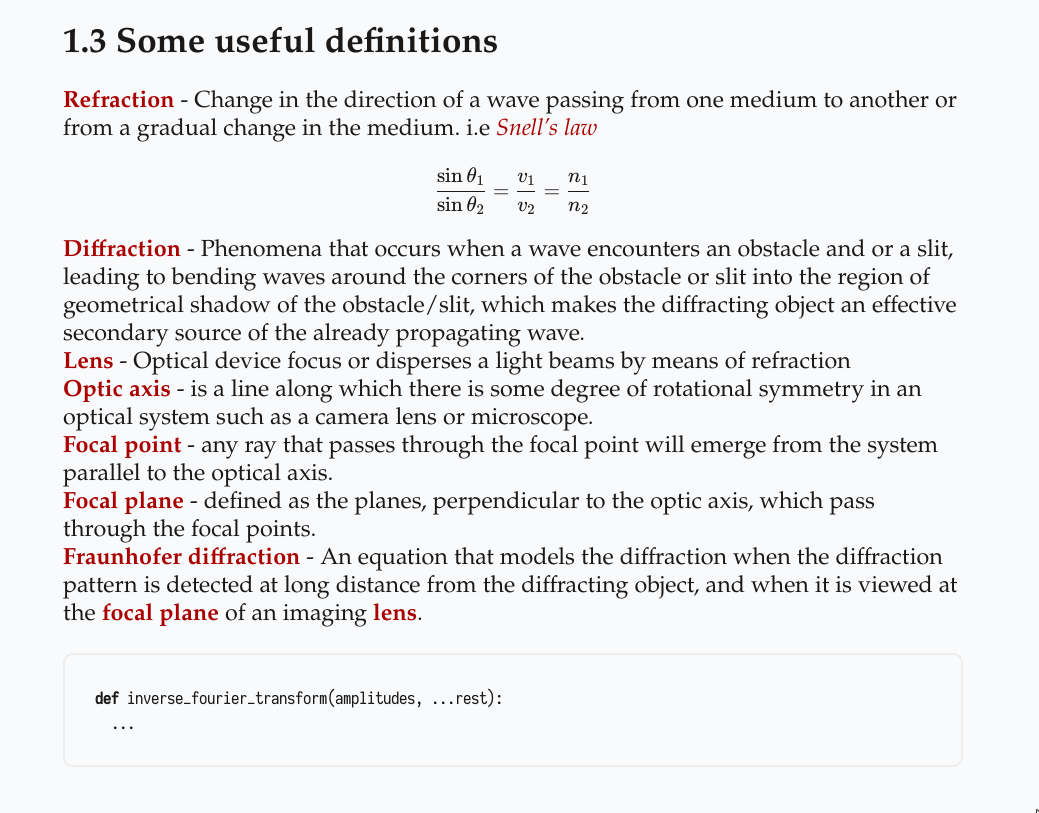 1.3 Some useful definitions
Refraction - Change in the direction of a wave passing from one medium to another or
from a gradual change in the medium. i.e Snell's law
sin θ₁ / sin θ₂ = v₁ / v₂ = n₁ / n₂
Diffraction - Phenomena that occurs when a wave encounters an obstacle and or a slit,
leading to bending waves around the corners of the obstacle or slit into the region of
geometrical shadow of the obstacle/slit, which makes the diffracting object an effective
secondary source of the already propagating wave.
Lens - Optical device focus or disperses a light beams by means of refraction
Optic axis - is a line along which there is some degree of rotational symmetry in an
optical system such as a camera lens or microscope.
Focal point - any ray that passes through the focal point will emerge from the system
parallel to the optical axis.
Focal plane - defined as the planes, perpendicular to the optic axis, which pass
through the focal points.
Fraunhofer diffraction - An equation that models the diffraction when the diffraction
pattern is detected at long distance from the diffracting object, and when it is viewed at
the focal plane of an imaging lens.
def inverse_fourier_transform(amplitudes, ...rest):
...